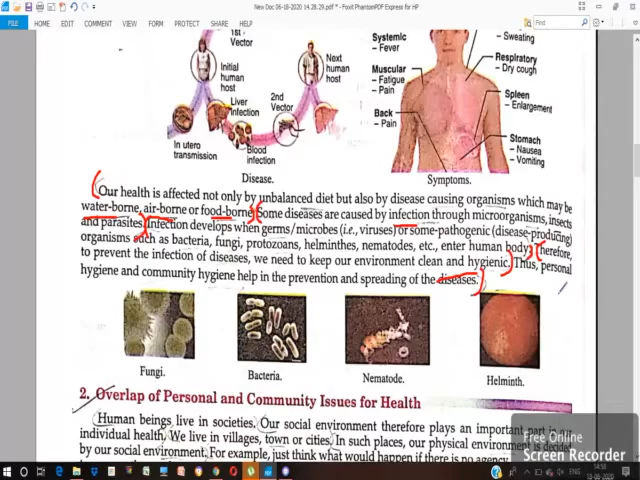 New Doc 06-18-2020 14.28.29.pdf * - Foxit PhantomPDF Express for HP
FILE HOME COMMENT VIEW FORM PROTECT SHARE HELP
Find
1st
Vector
Initial
human
host
Next
human
host
Liver
infection
2nd
Vector
In utero
transmission
Blood
infection
Disease.
Systemic
– Fever
Muscular
– Fatigue
– Pain
Back
– Pain
– Sweating
Respiratory
– Dry cough
Spleen
– Enlargement
Stomach
– Nausea
– Vomiting
Symptoms.
Our health is affected not only by unbalanced diet but also by disease causing organisms which may be
water-borne, air-borne or food-borne. Some diseases are caused by infection through microorganisms, insects
and parasites. Infection develops when germs/microbes (i.e., viruses) or some-pathogenic (disease-producing)
organisms such as bacteria, fungi, protozoans, helminthes, nematodes, etc., enter human body. Therefore,
to prevent the infection of diseases, we need to keep our environment clean and hygienic. Thus, personal
hygiene and community hygiene help in the prevention and spreading of the diseases.
Fungi. Bacteria. Nematode. Helminth.
2. Overlap of Personal and Community Issues for Health
Human beings live in societies. Our social environment therefore plays an important part in our
individual health. We live in villages, town or cities. In such places, our physical environment is decided
by our social environment. For example, just think what would happen if there is no agency
Free Online
Screen Recorder
ENG
14:58